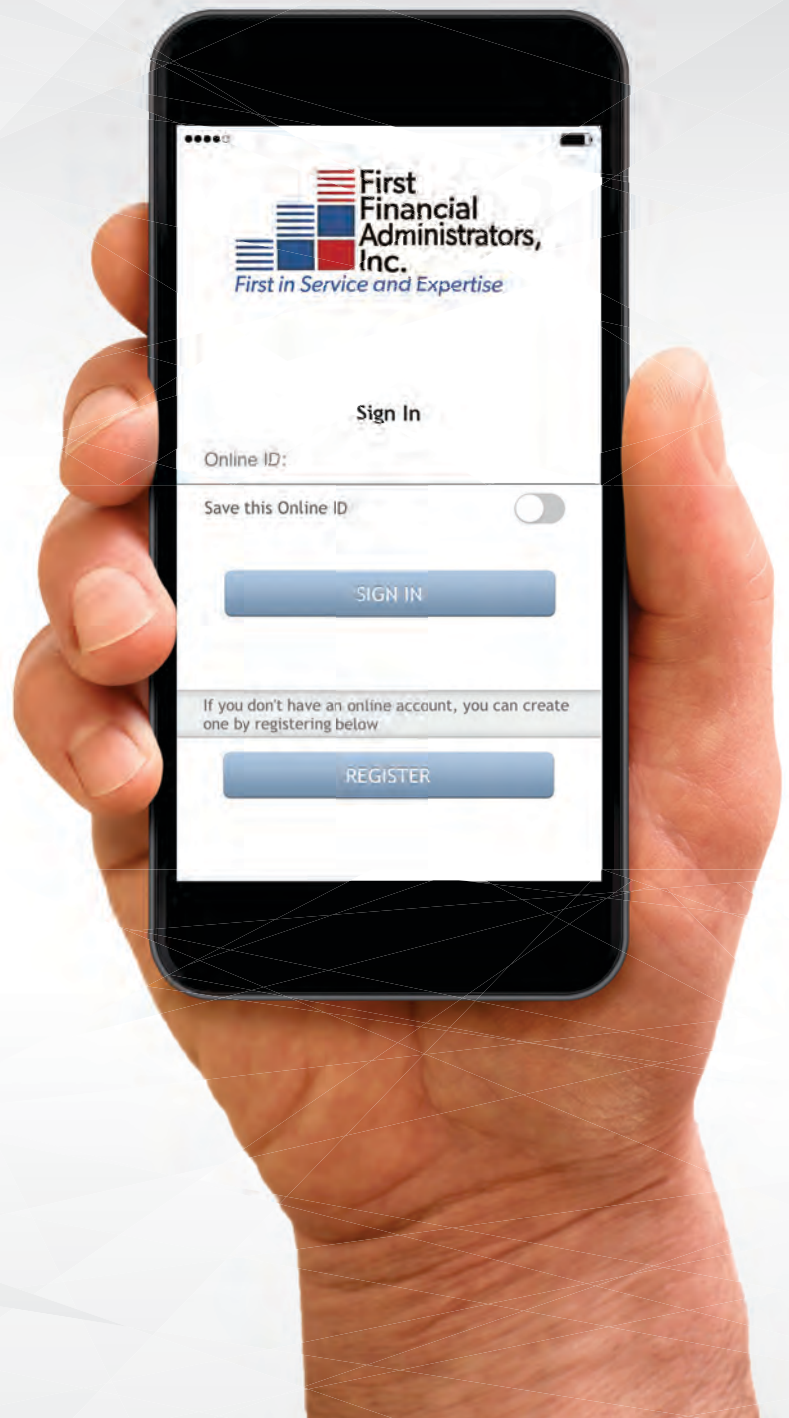 First
Financial
Administrators,
Inc.
First in Service and Expertise
Sign In
Online ID:
Save this Online ID
SIGN IN
If you don't have an online account, you can create
one by registering below
REGISTER